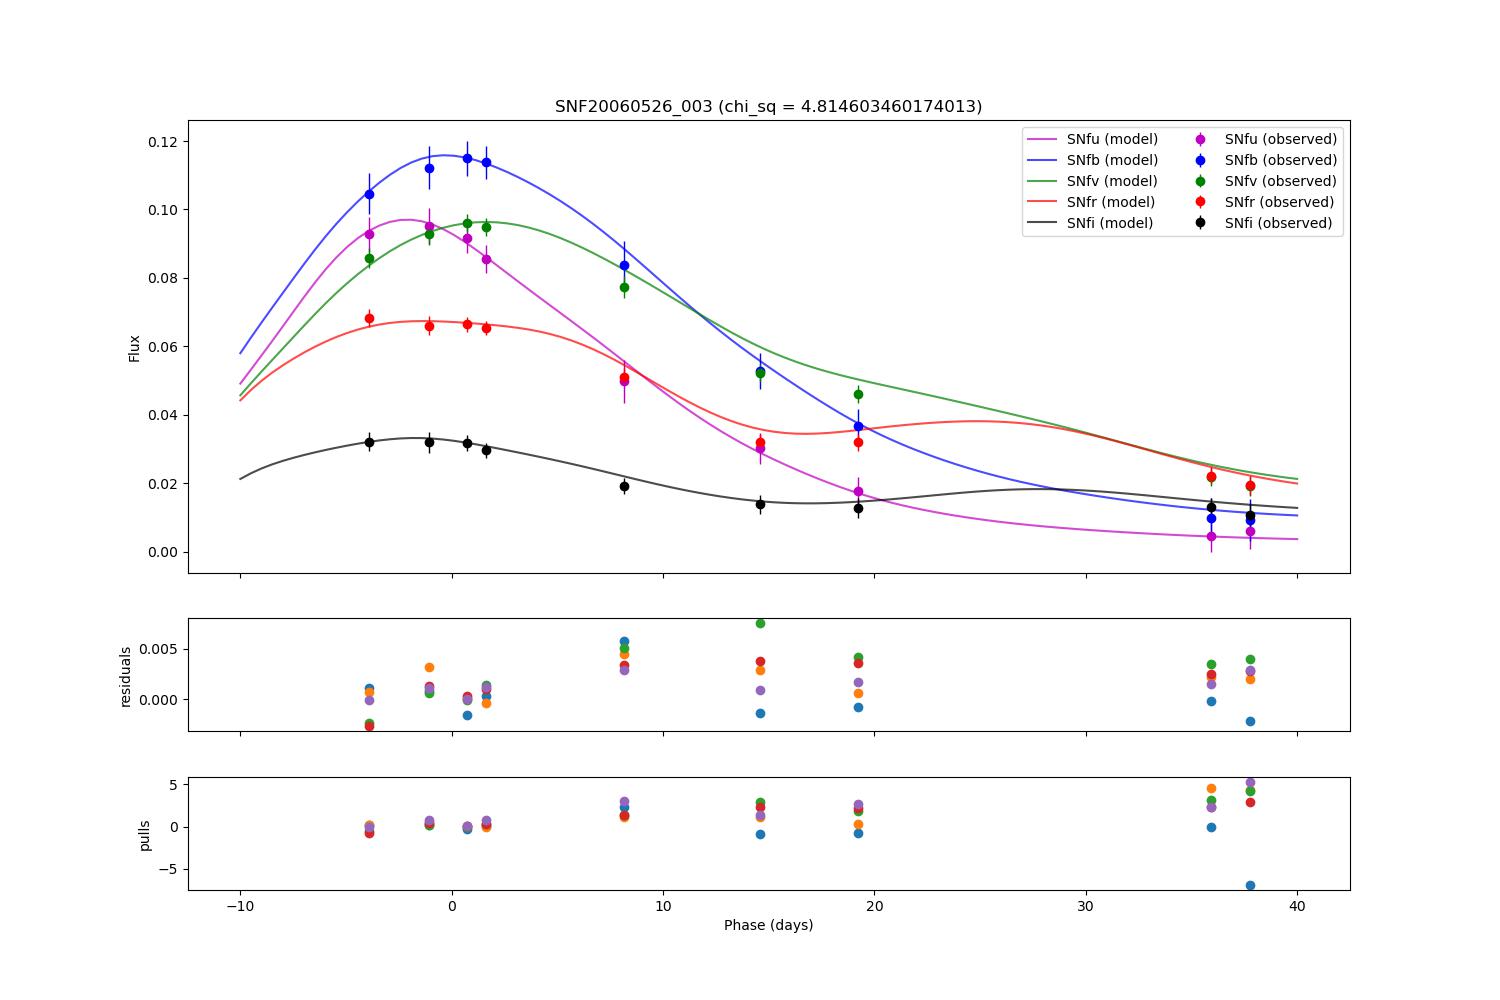 SNF20060526_003 (chi_sq = 4.814603460174013)
0.12
0.10
0.08
0.06
0.04
0.02
0.00
Flux
SNfu (model) SNfu (observed)
SNfb (model) SNfb (observed)
SNfv (model) SNfv (observed)
SNfr (model) SNfr (observed)
SNfi (model) SNfi (observed)
0.005
0.000
residuals
5
0
−5
pulls
−10 0 10 20 30 40
Phase (days)